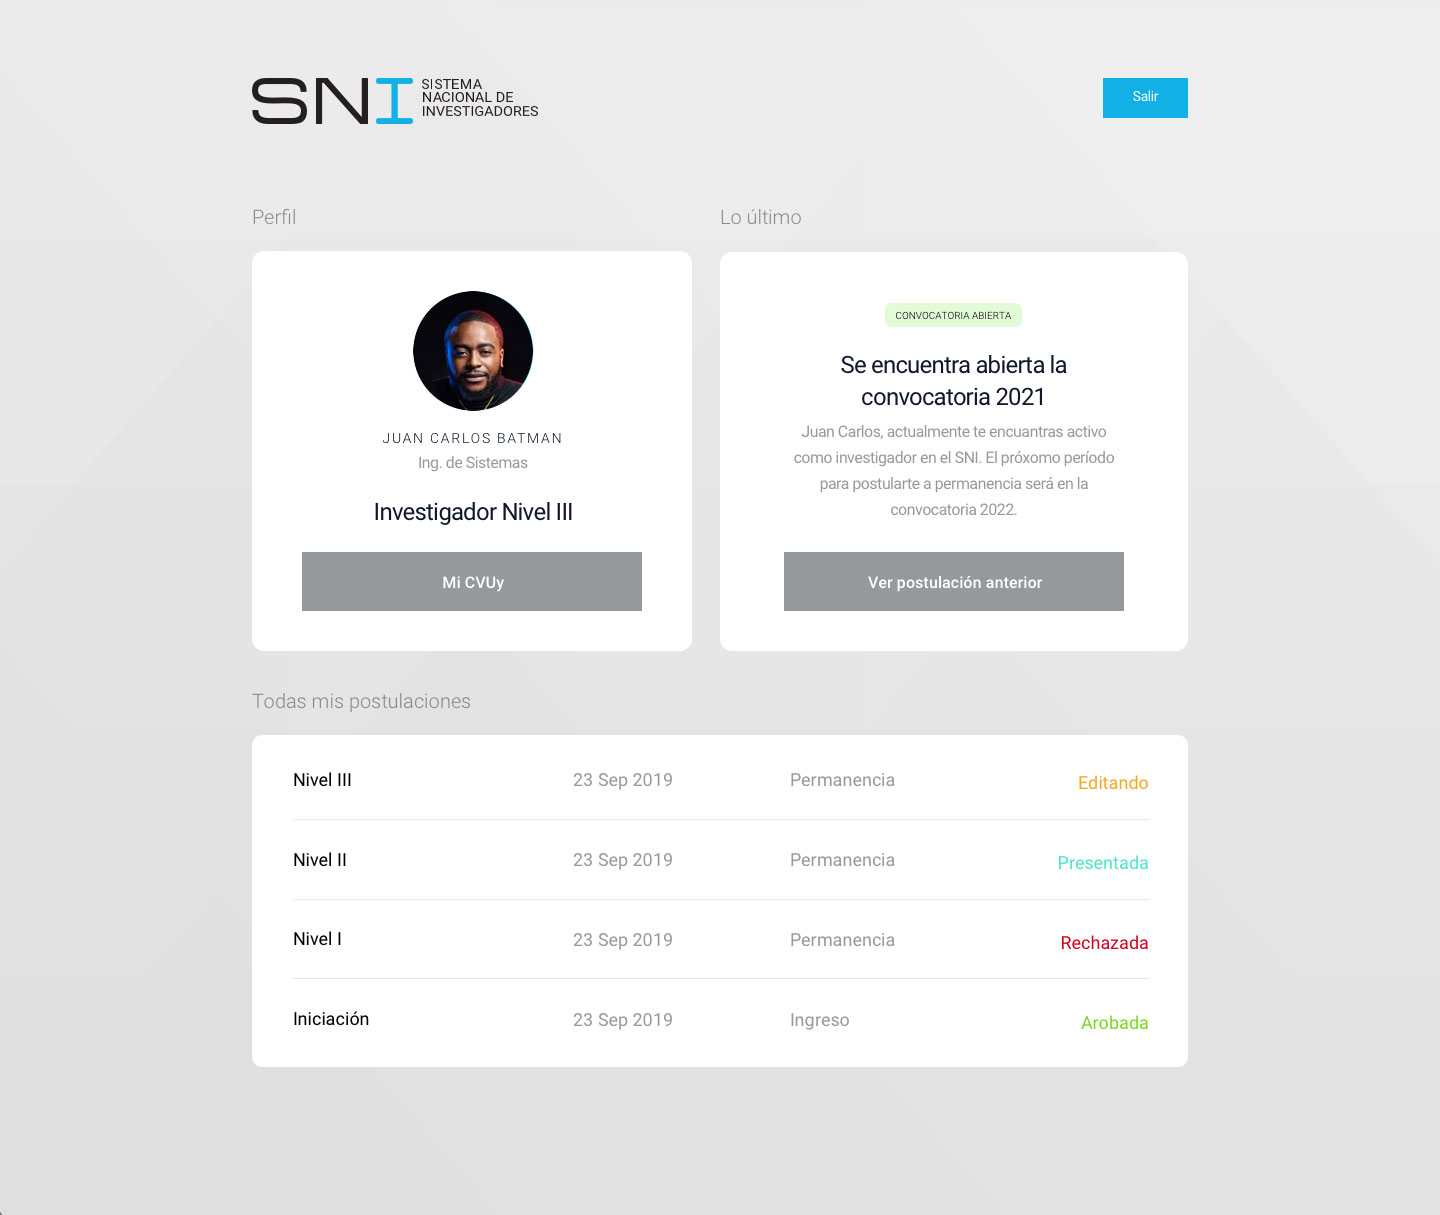 SNI
SISTEMA
NACIONAL DE
INVESTIGADORES
Salir
Perfil
JUAN CARLOS BATMAN
Ing. de Sistemas
Investigador Nivel III
Mi CVUy
Lo último
CONVOCATORIA ABIERTA
Se encuentra abierta la
convocatoria 2021
Juan Carlos, actualmente te encuantras activo
como investigador en el SNI. El próxomo período
para postularte a permanencia será en la
convocatoria 2022.
Ver postulación anterior
Todas mis postulaciones
Nivel III 23 Sep 2019 Permanencia Editando
Nivel II 23 Sep 2019 Permanencia Presentada
Nivel I 23 Sep 2019 Permanencia Rechazada
Iniciación 23 Sep 2019 Ingreso Arobada